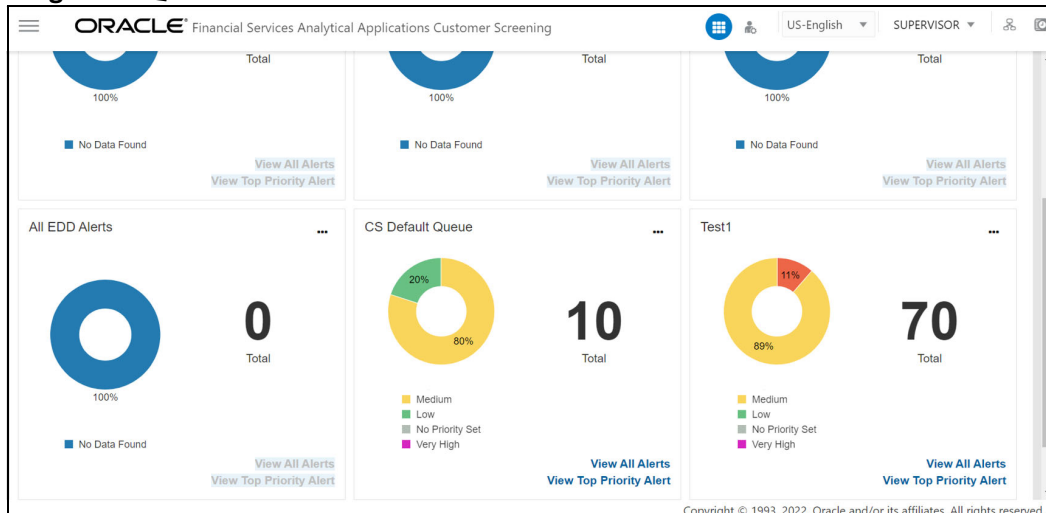 ORACLE® Financial Services Analytical Applications Customer Screening
US-English
SUPERVISOR
Total
100%
No Data Found
View All Alerts
View Top Priority Alert
Total
100%
No Data Found
View All Alerts
View Top Priority Alert
Total
100%
No Data Found
View All Alerts
View Top Priority Alert
All EDD Alerts
...
0
Total
100%
No Data Found
View All Alerts
View Top Priority Alert
CS Default Queue
...
20%
80%
10
Total
Medium
Low
No Priority Set
Very High
View All Alerts
View Top Priority Alert
Test1
...
11%
89%
70
Total
Medium
Low
No Priority Set
Very High
View All Alerts
View Top Priority Alert
Copyright © 1993, 2022, Oracle and/or its affiliates. All rights reserved